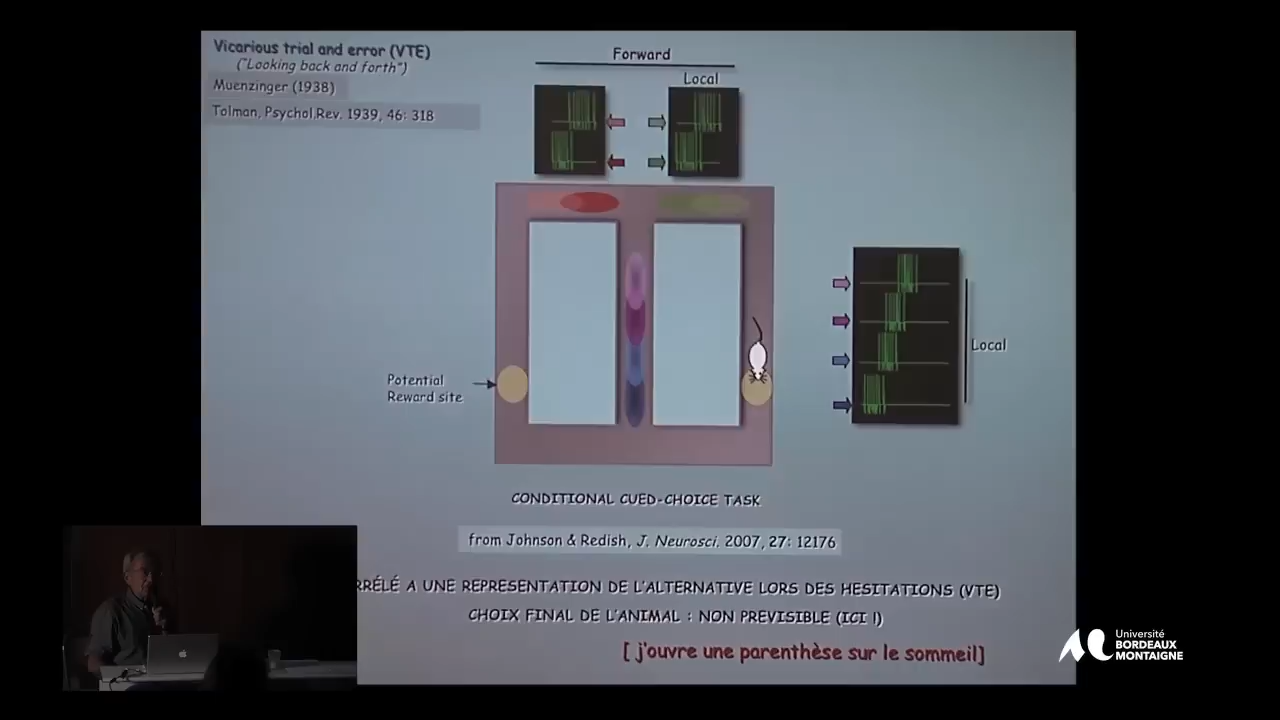 Vicarious trial and error (VTE)
("Looking back and forth")
Muenzinger (1938)
Tolman, Psychol.Rev. 1939, 46: 318
Forward
Local
Local
Potential
Reward site
CONDITIONAL CUED-CHOICE TASK
from Johnson & Redish, J. Neurosci. 2007, 27: 12176
RRÉLÉ A UNE REPRESENTATION DE L'ALTERNATIVE LORS DES HESITATIONS (VTE)
CHOIX FINAL DE L'ANIMAL : NON PREVISIBLE (ICI !)
[ j'ouvre une parenthèse sur le sommeil]
Université
BORDEAUX
MONTAIGNE